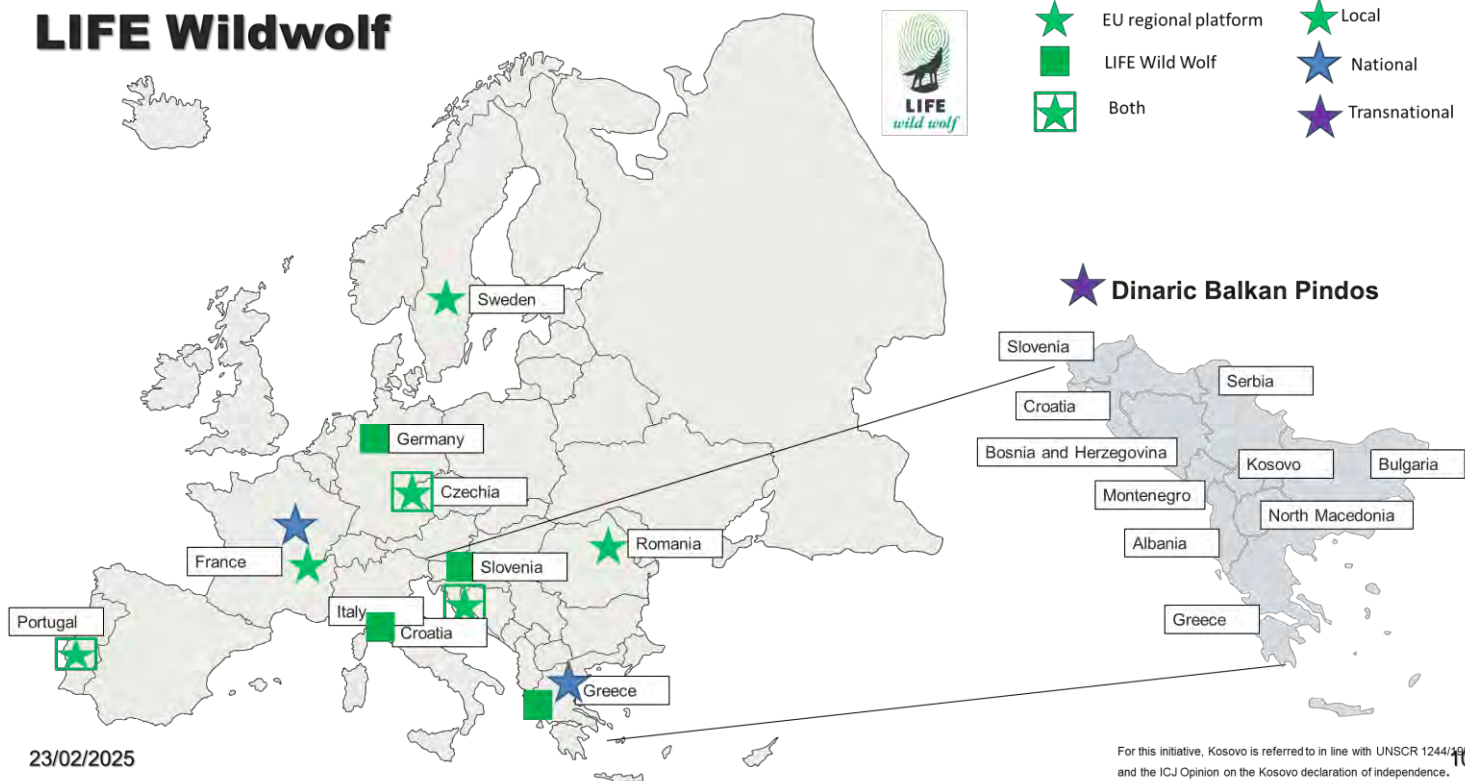 LIFE Wildwolf
LIFE
wild wolf
EU regional platform
Local
LIFE Wild Wolf
National
Both
Transnational
Sweden
Dinaric Balkan Pindos
Slovenia
Serbia
Croatia
Germany
Bosnia and Herzegovina
Kosovo
Bulgaria
Czechia
Montenegro
North Macedonia
Albania
Romania
France
Slovenia
Italy
Croatia
Portugal
Greece
Greece
23/02/2025
For this initiative, Kosovo is referred to in line with UNSCR
and the ICJ Opinion on the Kosovo declaration of independence.